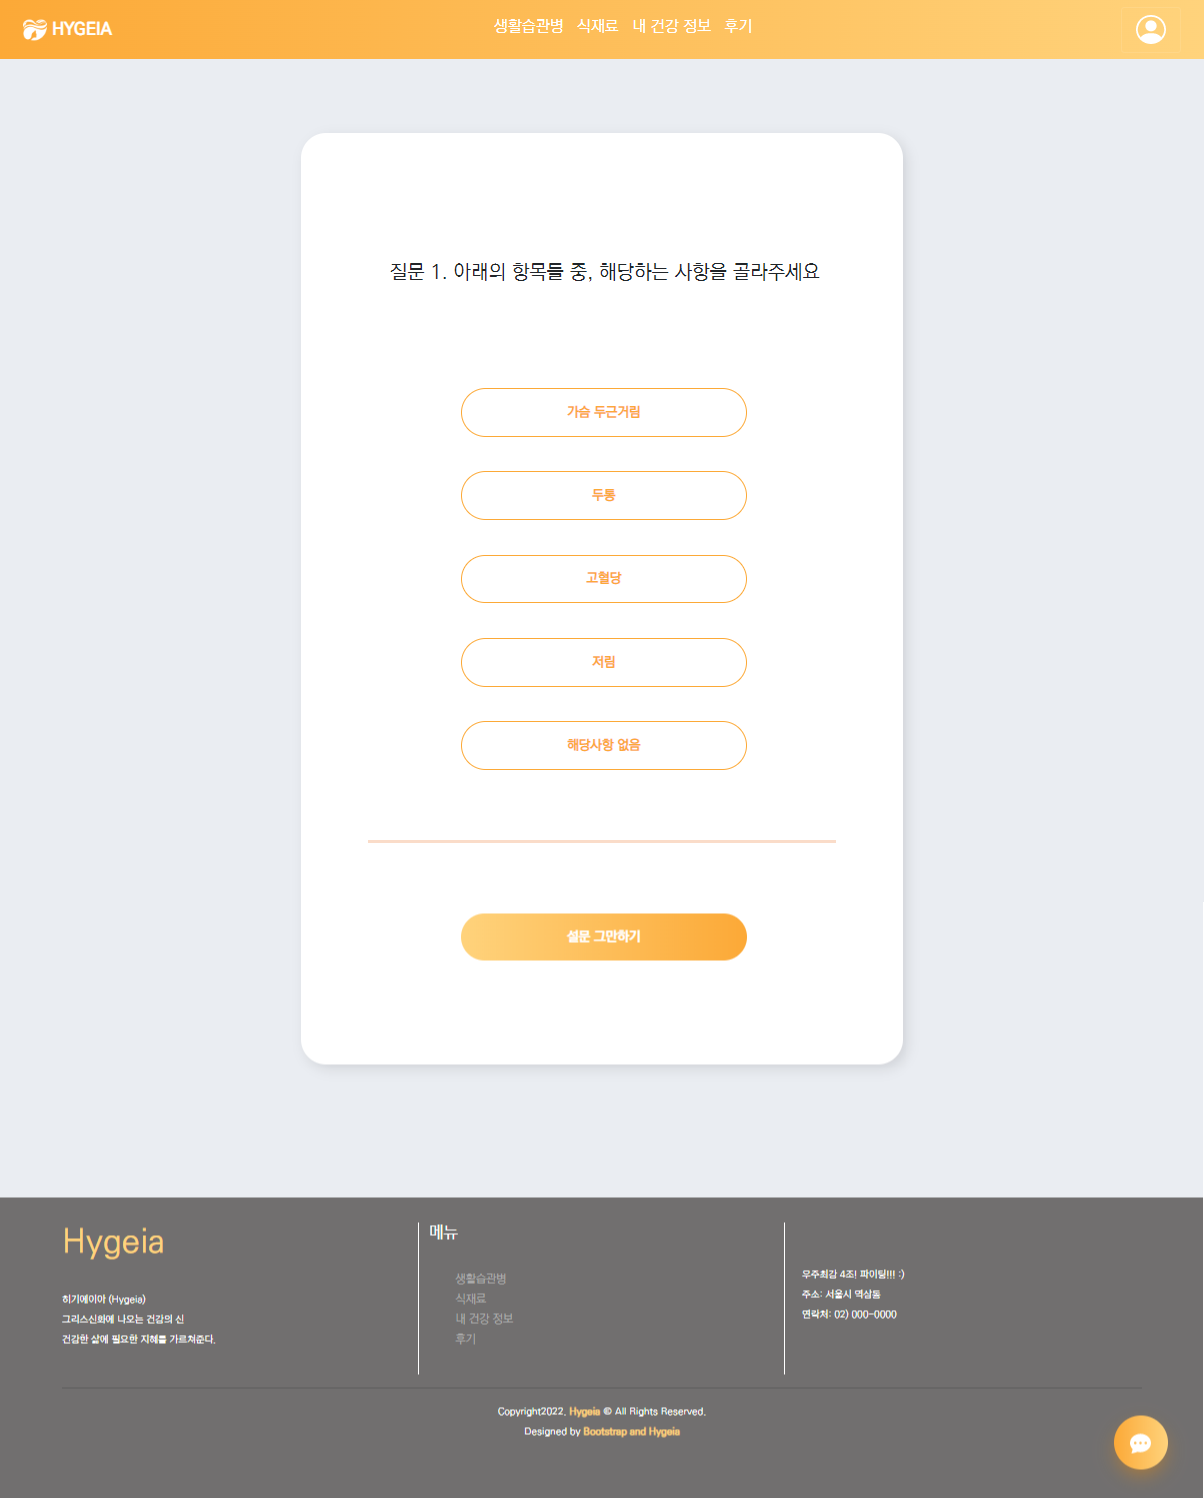 HYGEIA
생활습관병 식재료 내 건강 정보 후기
질문 1. 아래의 항목들 중, 해당하는 사항을 골라주세요
가슴 두근거림
두통
고혈당
저림
해당사항 없음
설문 그만하기
Hygeia
히기에이아 (Hygeia)
그리스신화에 나오는 건강의 신
건강한 삶에 필요한 지혜를 가르쳐준다.
메뉴
생활습관병
식재료
내 건강 정보
후기
우주최강 4조! 파이팅!!! :)
주소: 서울시 역삼동
연락처: 02) 000-0000
Copyright2022. Hygeia © All Rights Reserved.
Designed by Bootstrap and Hygeia